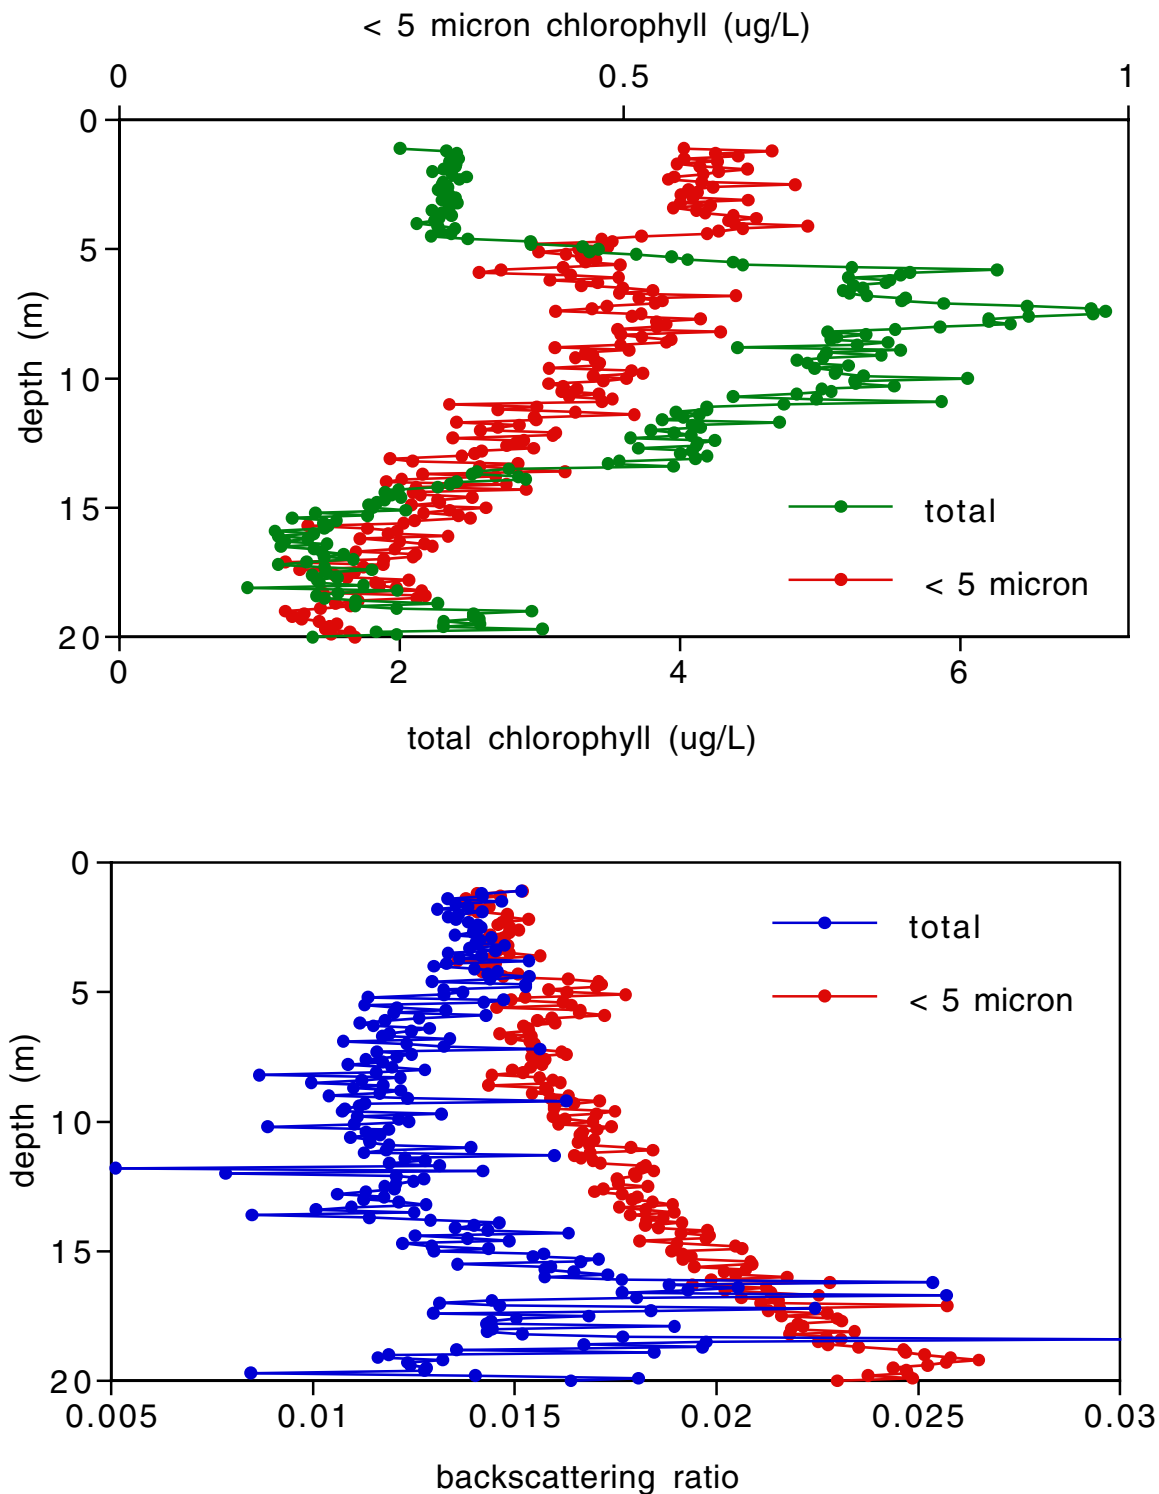 < 5 micron chlorophyll (ug/L)
0 0.5 1
0
5
10
15
20
depth (m)
total
< 5 micron
0 2 4 6
total chlorophyll (ug/L)
0
5
10
15
20
depth (m)
total
< 5 micron
0.005 0.01 0.015 0.02 0.025 0.03
backscattering ratio